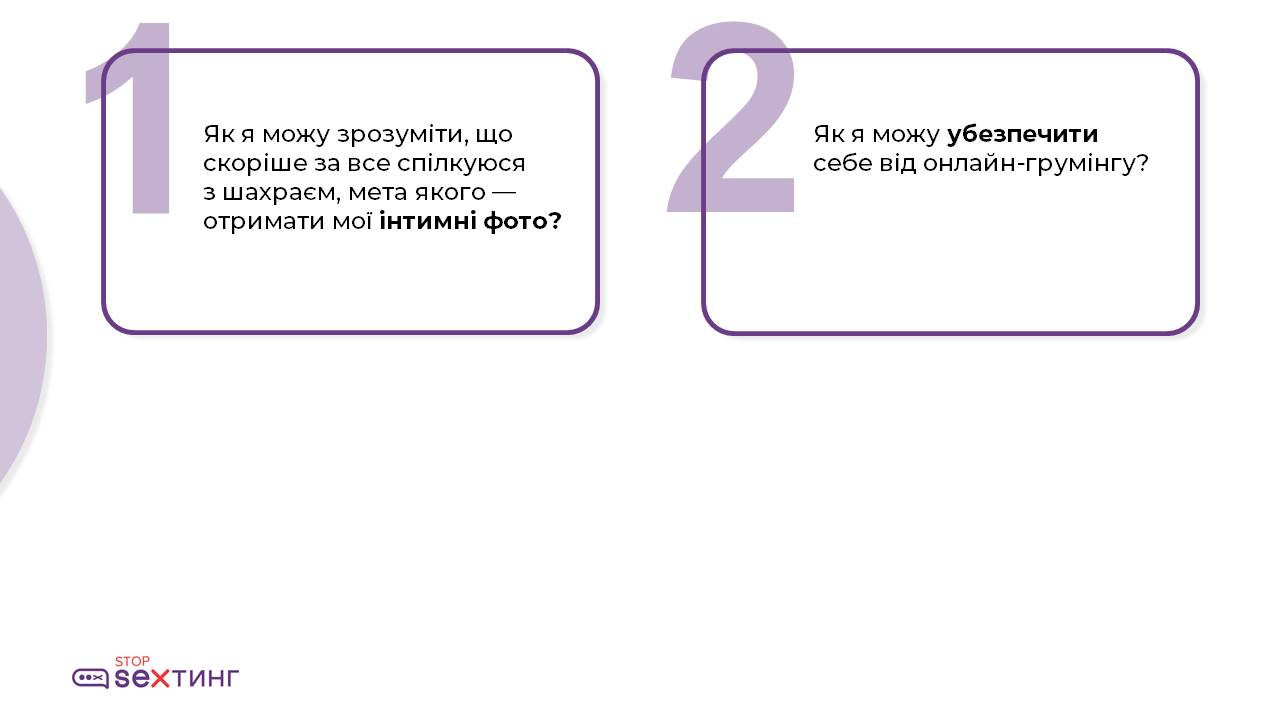 1
Як я можу зрозуміти, що
скоріше за все спілкуюся
з шахраєм, мета якого —
отримати мої інтимні фото?
2
Як я можу убезпечити
себе від онлайн-грумінгу?
STOP
sexтинг